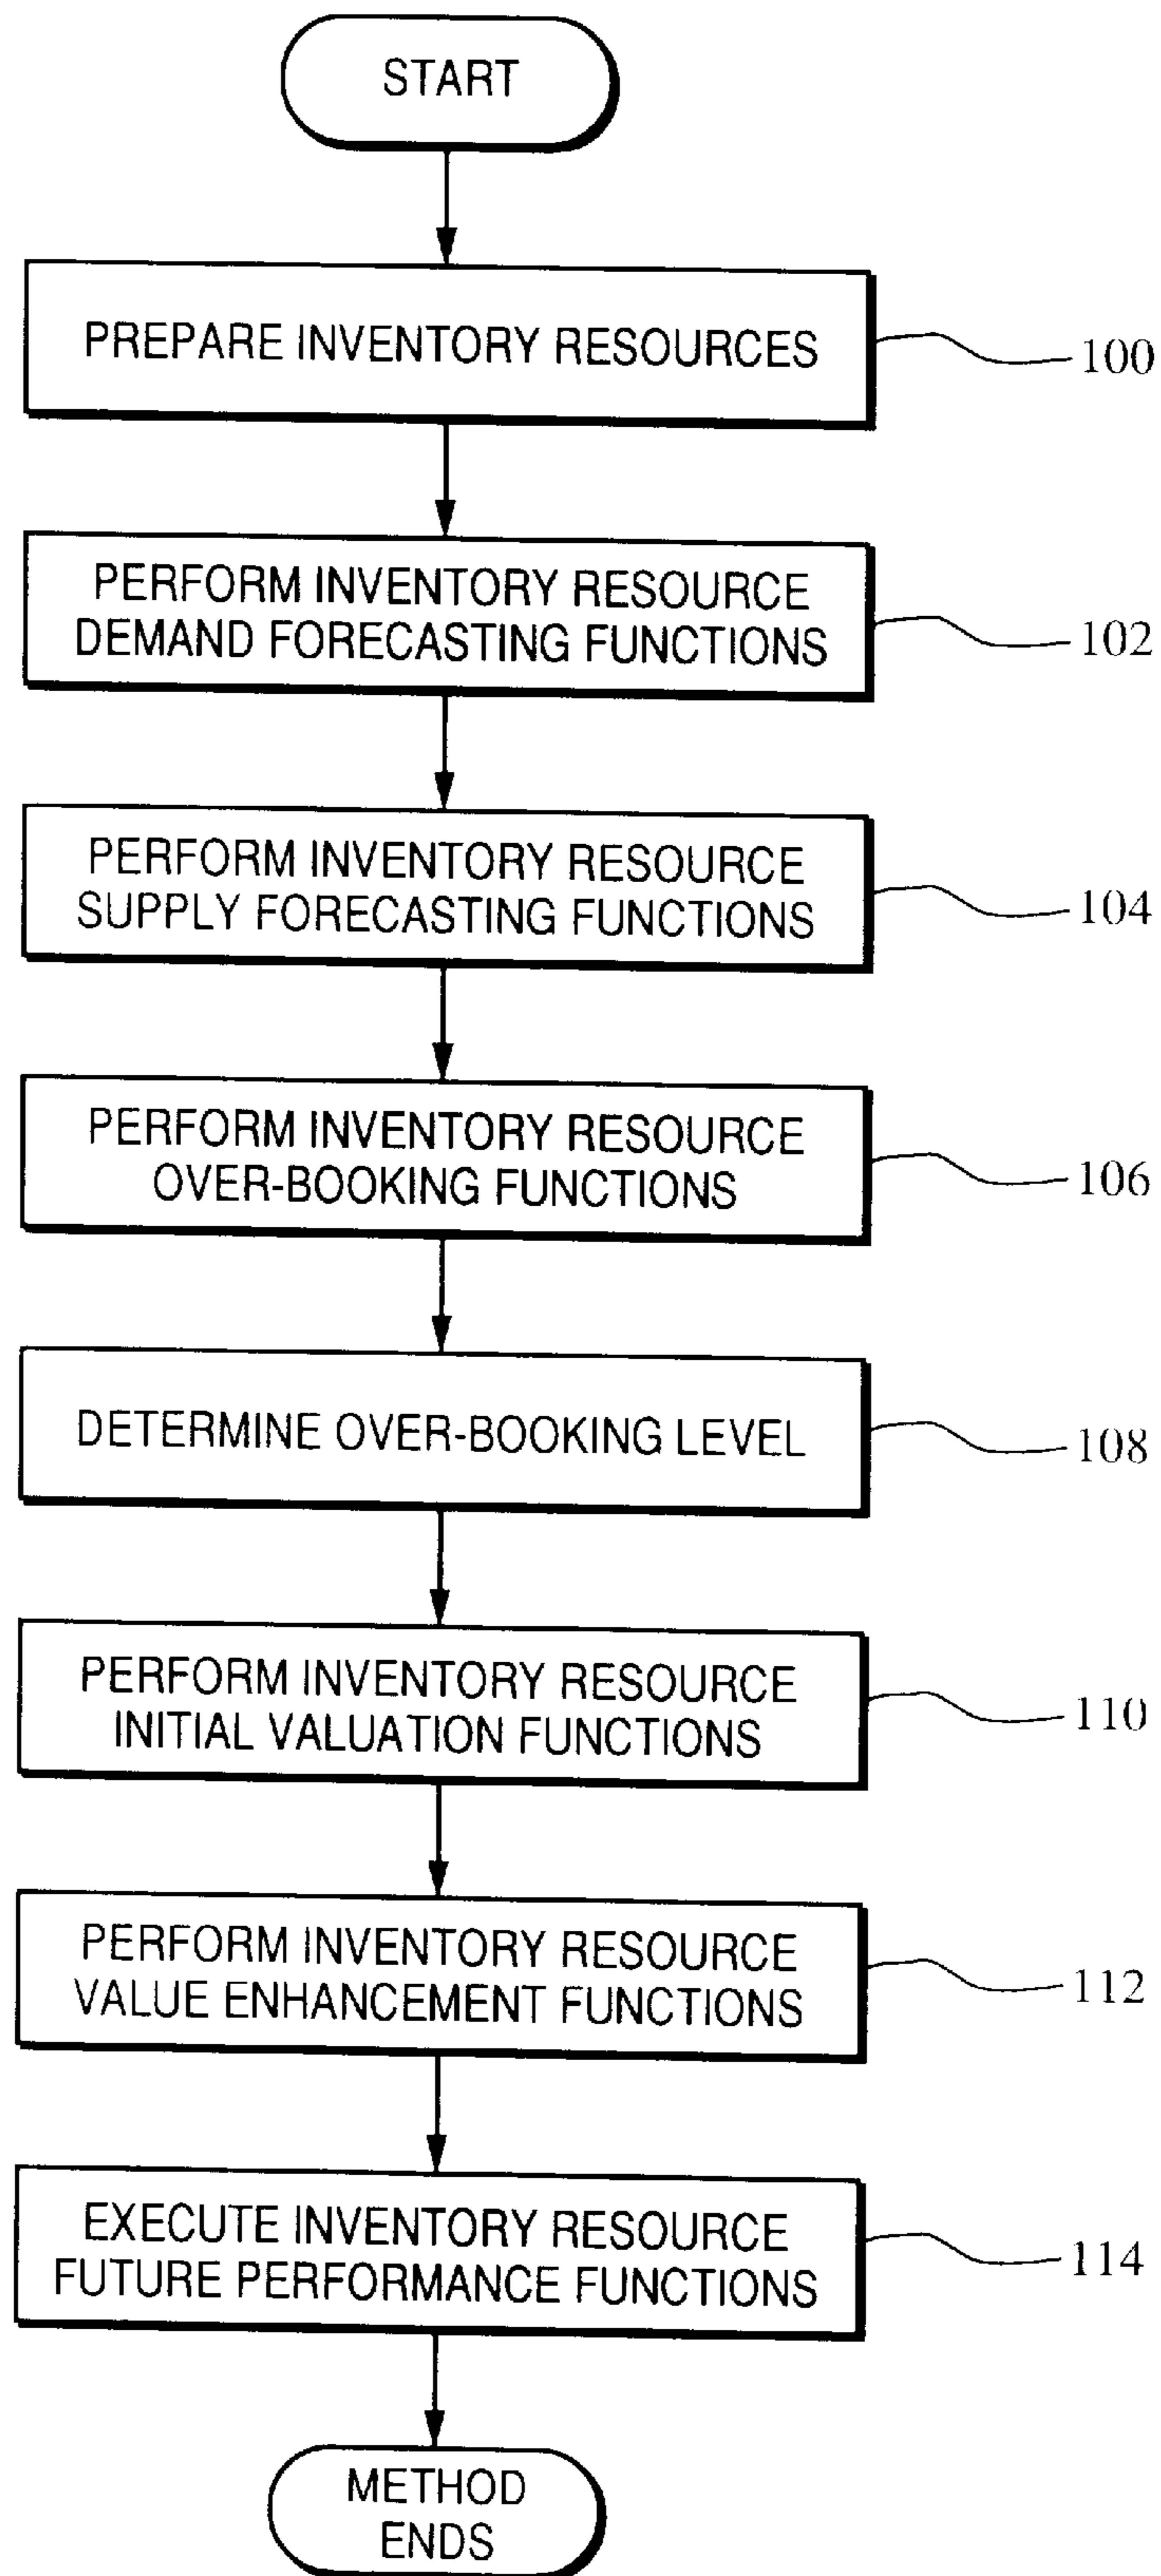 START
PREPARE INVENTORY RESOURCES
100
PERFORM INVENTORY RESOURCE
DEMAND FORECASTING FUNCTIONS
102
PERFORM INVENTORY RESOURCE
SUPPLY FORECASTING FUNCTIONS
104
PERFORM INVENTORY RESOURCE
OVER-BOOKING FUNCTIONS
106
DETERMINE OVER-BOOKING LEVEL
108
PERFORM INVENTORY RESOURCE
INITIAL VALUATION FUNCTIONS
110
PERFORM INVENTORY RESOURCE
VALUE ENHANCEMENT FUNCTIONS
112
EXECUTE INVENTORY RESOURCE
FUTURE PERFORMANCE FUNCTIONS
114
METHOD
ENDS